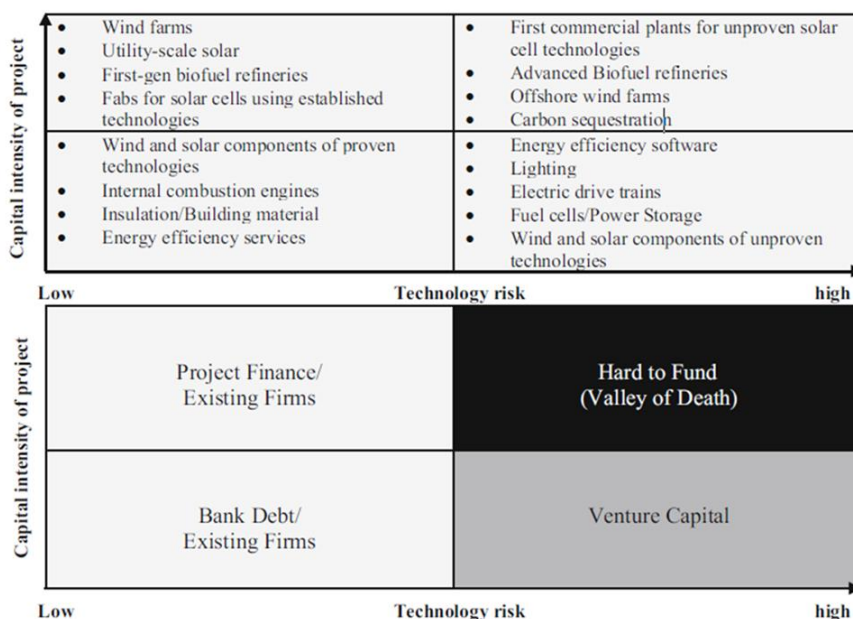 Capital intensity of project
• Wind farms
• Utility-scale solar
• First-gen biofuel refineries
• Fabs for solar cells using established
technologies
• First commercial plants for unproven solar
cell technologies
• Advanced Biofuel refineries
• Offshore wind farms
• Carbon sequestration
• Wind and solar components of proven
technologies
• Internal combustion engines
• Insulation/Building material
• Energy efficiency services
• Energy efficiency software
• Lighting
• Electric drive trains
• Fuel cells/Power Storage
• Wind and solar components of unproven
technologies
Low Technology risk high
Capital intensity of project
Project Finance/
Existing Firms
Hard to Fund
(Valley of Death)
Bank Debt/
Existing Firms
Venture Capital
Low Technology risk high